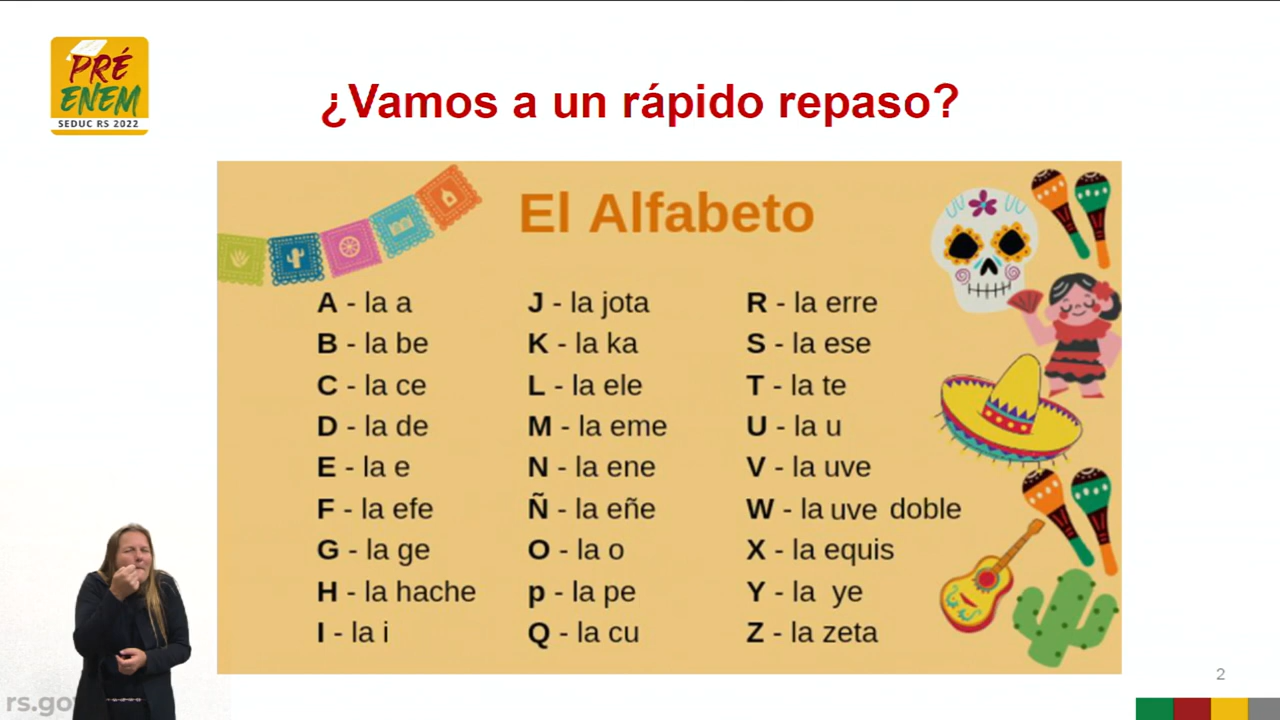 PRÉ
ENEM
SEDUC RS 2022
¿Vamos a un rápido repaso?
El Alfabeto
A - la a
B - la be
C - la ce
D - la de
E - la e
F - la efe
G - la ge
H - la hache
I - la i
J - la jota
K - la ka
L - la ele
M - la eme
N - la ene
Ñ - la eñe
O - la o
p - la pe
Q - la cu
R - la erre
S - la ese
T - la te
U - la u
V - la uve
W - la uve doble
X - la equis
Y - la ye
Z - la zeta
2
rs.go